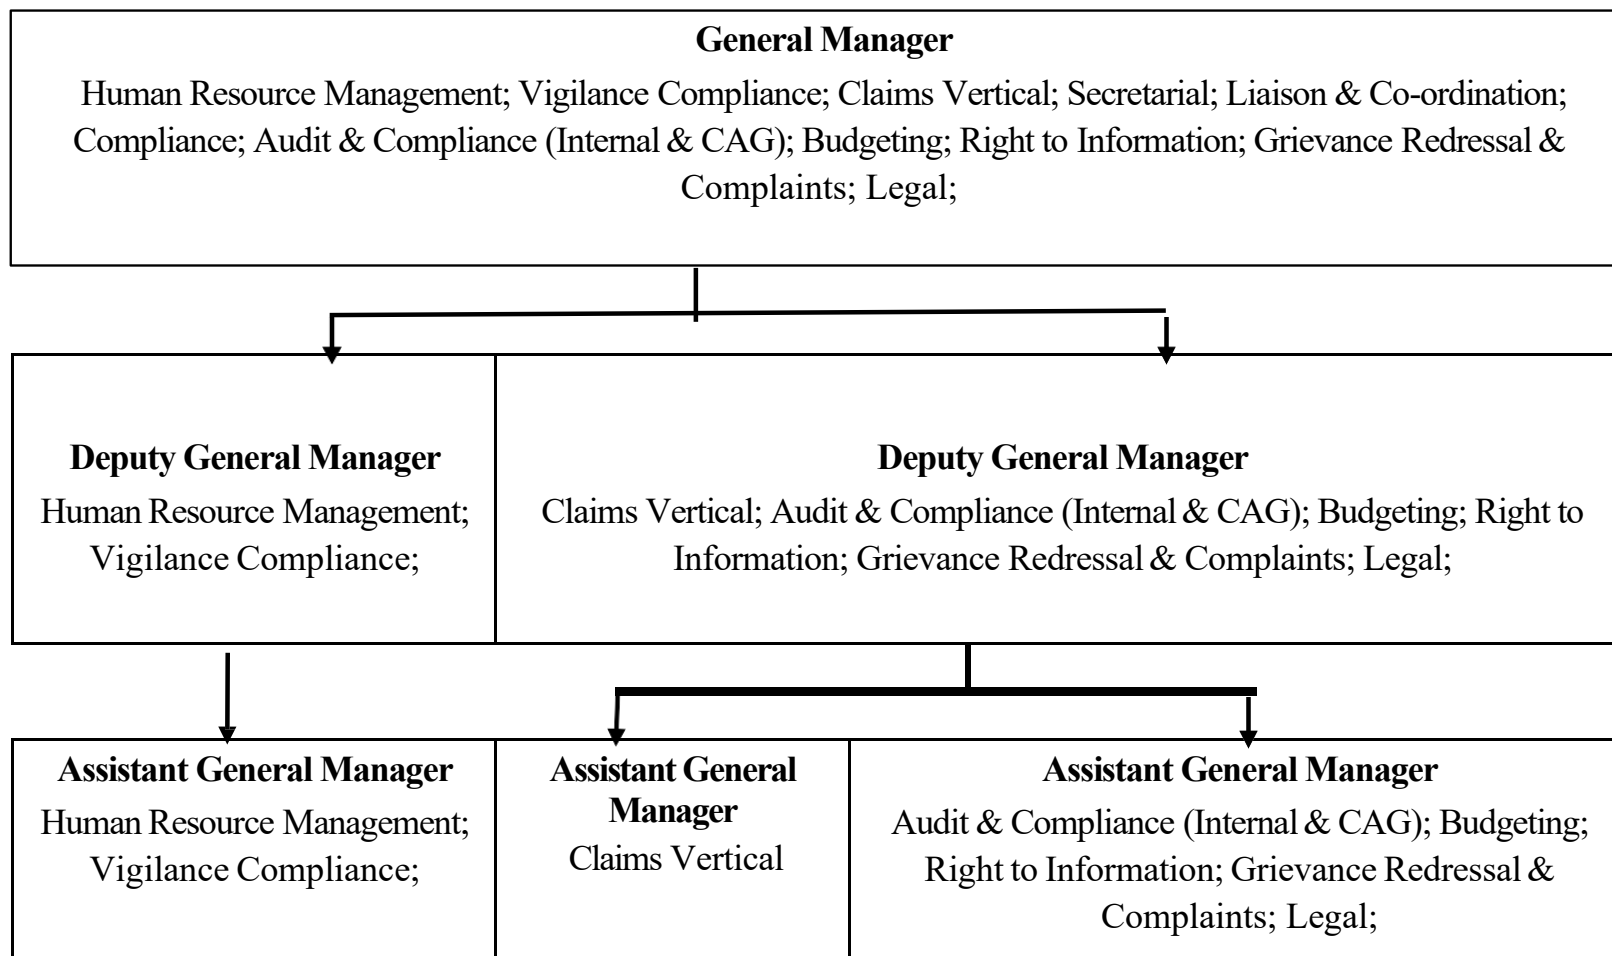 General Manager
Human Resource Management; Vigilance Compliance; Claims Vertical; Secretarial; Liaison & Co-ordination;
Compliance; Audit & Compliance (Internal & CAG); Budgeting; Right to Information; Grievance Redressal &
Complaints; Legal;
Deputy General Manager
Human Resource Management;
Vigilance Compliance;
Deputy General Manager
Claims Vertical; Audit & Compliance (Internal & CAG); Budgeting; Right to
Information; Grievance Redressal & Complaints; Legal;
Assistant General Manager
Human Resource Management;
Vigilance Compliance;
Assistant General
Manager
Claims Vertical
Assistant General Manager
Audit & Compliance (Internal & CAG); Budgeting;
Right to Information; Grievance Redressal &
Complaints; Legal;